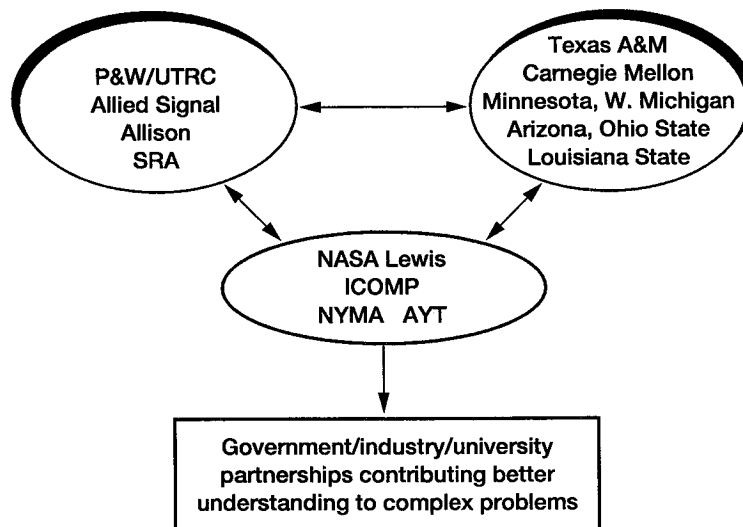 P&W/UTRC
Allied Signal
Allison
SRA
Texas A&M
Carnegie Mellon
Minnesota, W. Michigan
Arizona, Ohio State
Louisiana State
NASA Lewis
ICOMP
NYMA AYT
Government/industry/university
partnerships contributing better
understanding to complex problems